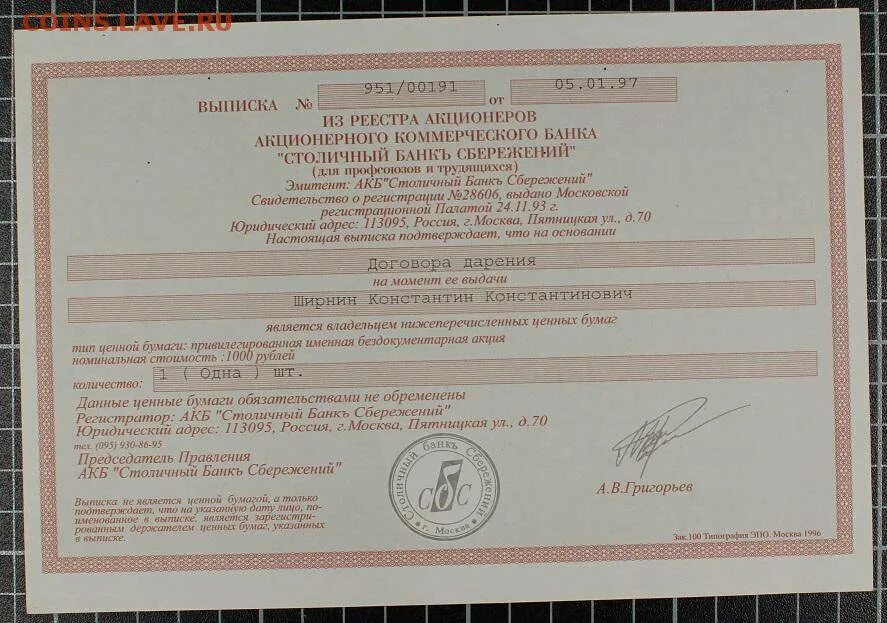 COINS.LAVE.RU
ВЫПИСКА № 951/00191 от 05.01.97
ИЗ РЕЕСТРА АКЦИОНЕРОВ
АКЦИОНЕРНОГО КОММЕРЧЕСКОГО БАНКА
"СТОЛИЧНЫЙ БАНКЪ СБЕРЕЖЕНИЙ"
(для профсоюзов и трудящихся)
Эмитент: АКБ"Столичный Банкъ Сбережений"
Свидетельство о регистрации №28606, выдано Московской
регистрационной Палатой 24.11.93 г.
Юридический адрес: 113095, Россия, г.Москва, Пятницкая ул., д.70
Настоящая выписка подтверждает, что на основании
Договора дарения
на момент ее выдачи
Ширнин Константин Константинович
является владельцем нижеперечисленных ценных бумаг
тип ценной бумаги: привилегированная именная бездокументарная акция
номинальная стоимость :1000 рублей
количество: 1 ( Одна ) шт.
Данные ценные бумаги обязательствами не обременены
Регистратор: АКБ "Столичный Банкъ Сбережений"
Юридический адрес: 113095, Россия, г.Москва, Пятницкая ул., д.70
тел. (095) 930-86-95
Председатель Правления
АКБ "Столичный Банкъ Сбережений"
А.В.Григорьев
Столичный банкъ Сбережений
СбС
г. Москва
Выписка не является ценной бумагой, а только
подтверждает, что на указанную дату лицо, по-
именованное в выписке, является зарегистри-
рованным держателем ценных бумаг, указанных
в выписке.
Зак.100 Типография ЭПО. Москва 1996